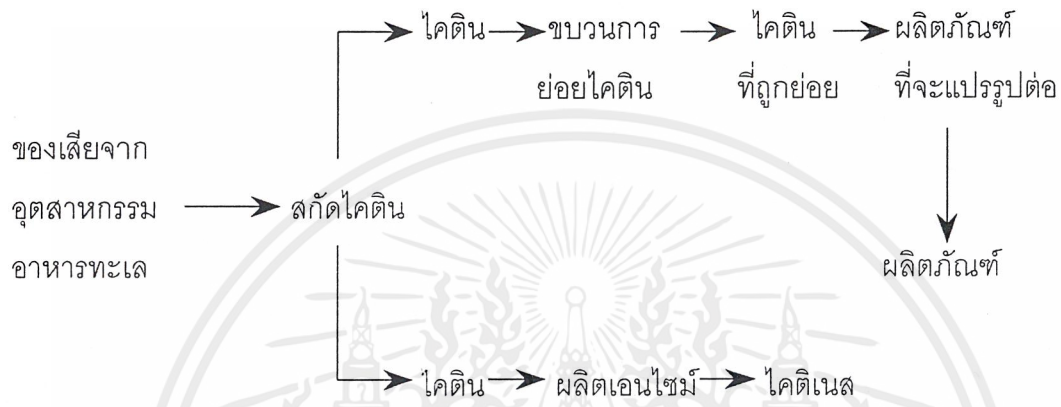 ไคติน ขบวนการ ไคติน ผลิตภัณฑ์
ย่อยไคติน ที่ถูกย่อย ที่จะแปรรูปต่อ
ของเสียจาก
อุตสาหกรรม สกัดไคติน
อาหารทะเล ผลิตภัณฑ์
ไคติน ผลิตเอนไซม์ ไคติเนส